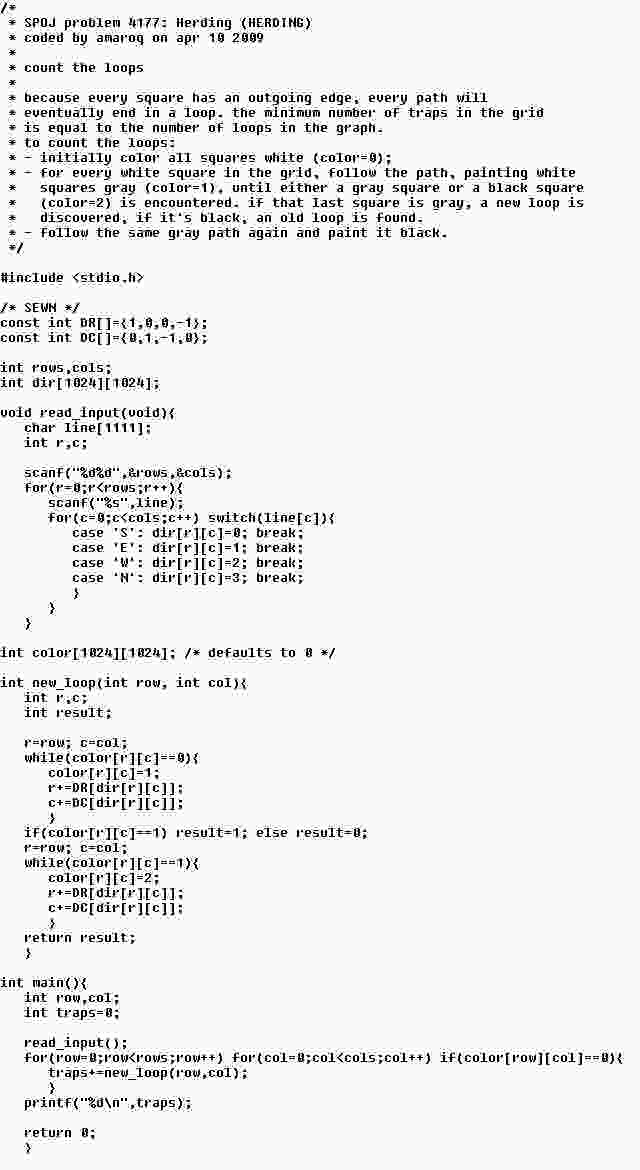 /*
 * SPOJ problem 4177: Herding (HERDING)
 * coded by amaroq on apr 10 2009
 *
 * count the loops
 *
 * because every square has an outgoing edge, every path will
 * eventually end in a loop. the minimum number of traps in the grid
 * is equal to the number of loops in the graph.
 * to count the loops:
 * - initially color all squares white (color=0);
 * - for every white square in the grid, follow the path, painting white
 *   squares gray (color=1), until either a gray square or a black square
 *   (color=2) is encountered. if that last square is gray, a new loop is
 *   discovered, if it's black, an old loop is found.
 * - follow the same gray path again and paint it black.
 */

#include <stdio.h>

/* SEWN */
const int DR[]={1,0,0,-1};
const int DC[]={0,1,-1,0};

int rows,cols;
int dir[1024][1024];

void read_input(void){
   char line[1111];
   int r,c;

   scanf("%d%d",&rows,&cols);
   for(r=0;r<rows;r++){
      scanf("%s",line);
      for(c=0;c<cols;c++) switch(line[c]){
         case 'S': dir[r][c]=0; break;
         case 'E': dir[r][c]=1; break;
         case 'W': dir[r][c]=2; break;
         case 'N': dir[r][c]=3; break;
         }
      }
   }

int color[1024][1024]; /* defaults to 0 */

int new_loop(int row, int col){
   int r,c;
   int result;

   r=row; c=col;
   while(color[r][c]==0){
      color[r][c]=1;
      r+=DR[dir[r][c]];
      c+=DC[dir[r][c]];
      }
   if(color[r][c]==1) result=1; else result=0;
   r=row; c=col;
   while(color[r][c]==1){
      color[r][c]=2;
      r+=DR[dir[r][c]];
      c+=DC[dir[r][c]];
      }
   return result;
   }

int main(){
   int row,col;
   int traps=0;

   read_input();
   for(row=0;row<rows;row++) for(col=0;col<cols;col++) if(color[row][col]==0){
      traps+=new_loop(row,col);
      }
   printf("%d\n",traps);

   return 0;
   }